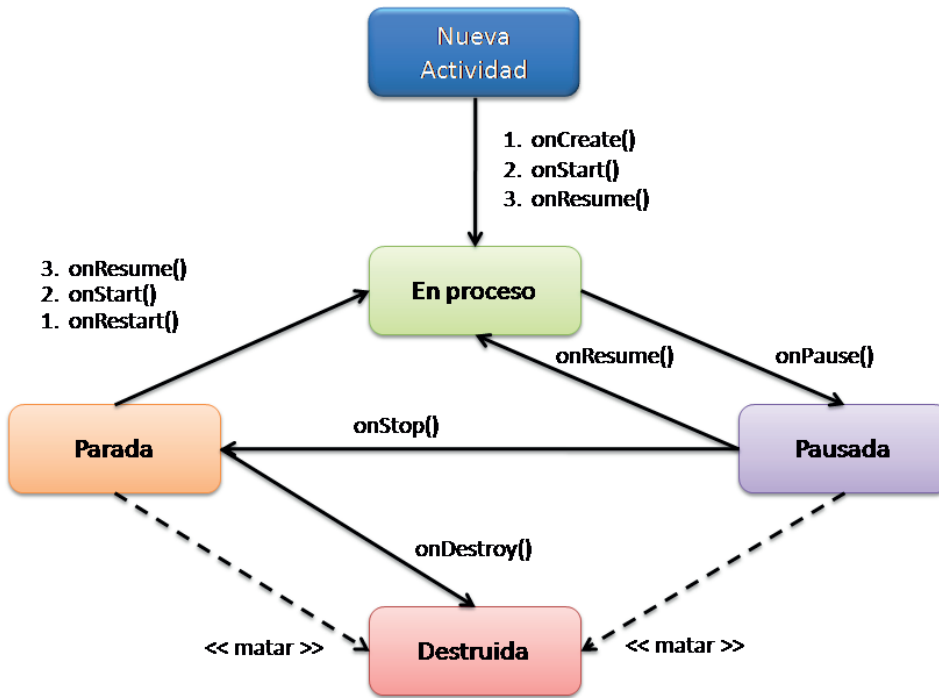 Nueva
Actividad
1. onCreate()
2. onStart()
3. onResume()
3. onResume()
2. onStart()
1. onRestart()
En proceso
onResume()
onPause()
Parada
onStop()
Pausada
onDestroy()
<< matar >>
Destruida
<< matar >>